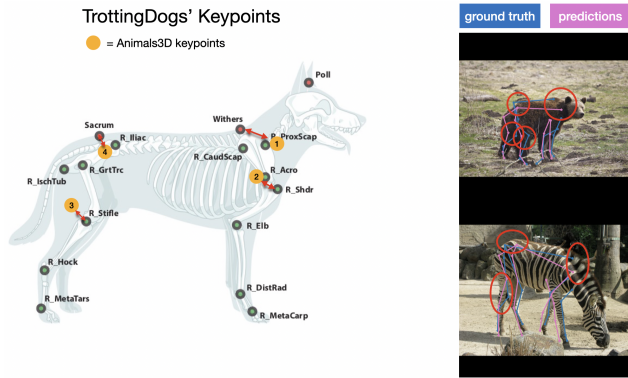 TrottingDogs' Keypoints
= Animals3D keypoints
ground truth
predictions
Poll
Withers
R_ProxScap
1
Sacrum
R_Iliac
4
R_CaudScap
R_GrtTrc
R_Acro
2
R_IschTub
R_Shdr
3
R_Stifle
R_Elb
R_Hock
R_DistRad
R_MetaTars
R_MetaCarp